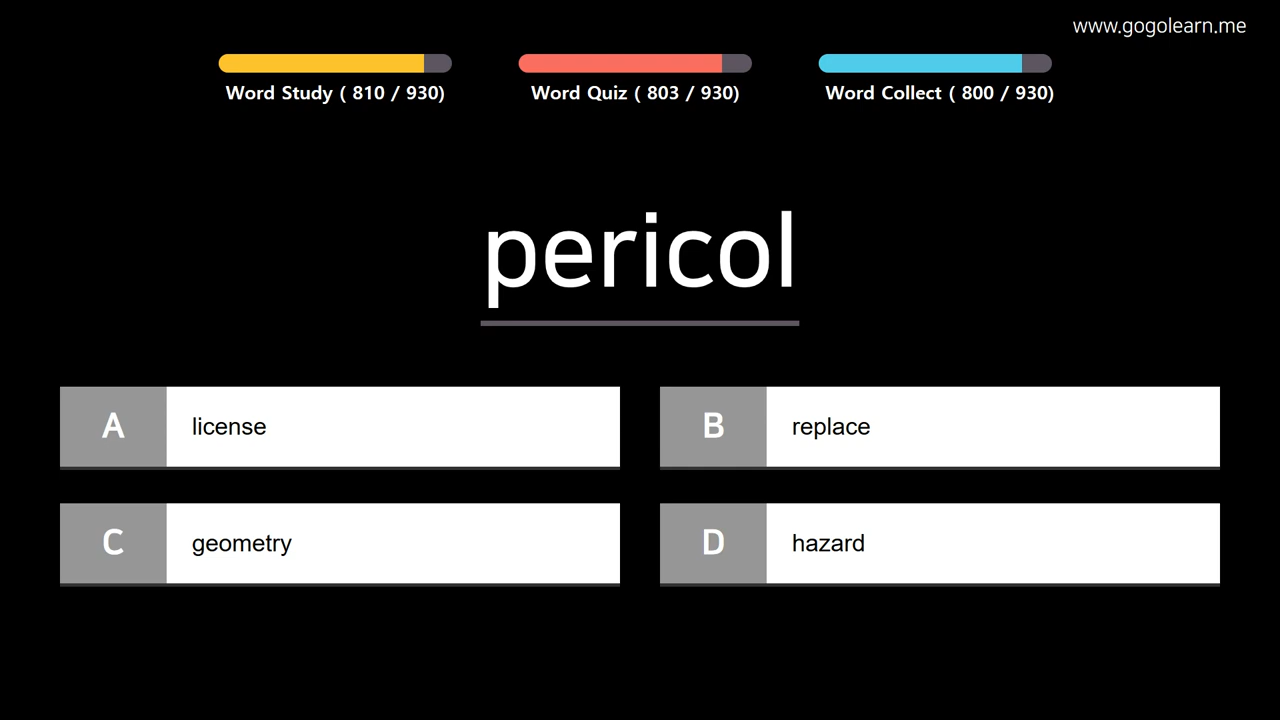 www.gogolearn.me
Word Study ( 810 / 930)
Word Quiz ( 803 / 930)
Word Collect ( 800 / 930)
pericol
A license
B replace
C geometry
D hazard